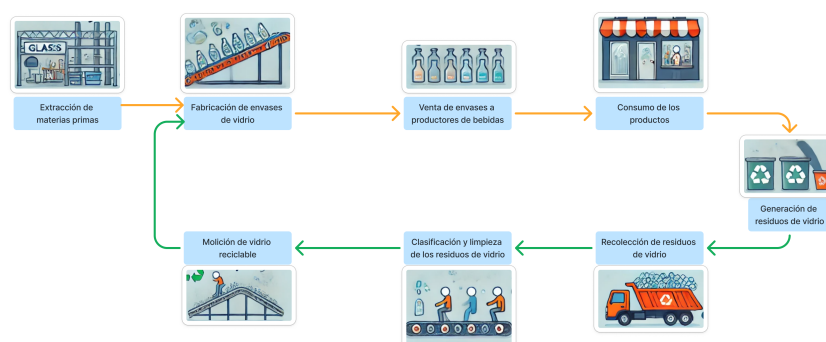 GLASS
Extracción de
materias primas
Fabricación de envases
de vidrio
Venta de envases a
productores de bebidas
Consumo de los
productos
Generación de
residuos de vidrio
Recolección de residuos
de vidrio
Clasificación y limpieza
de los residuos de vidrio
Molición de vidrio
reciclable